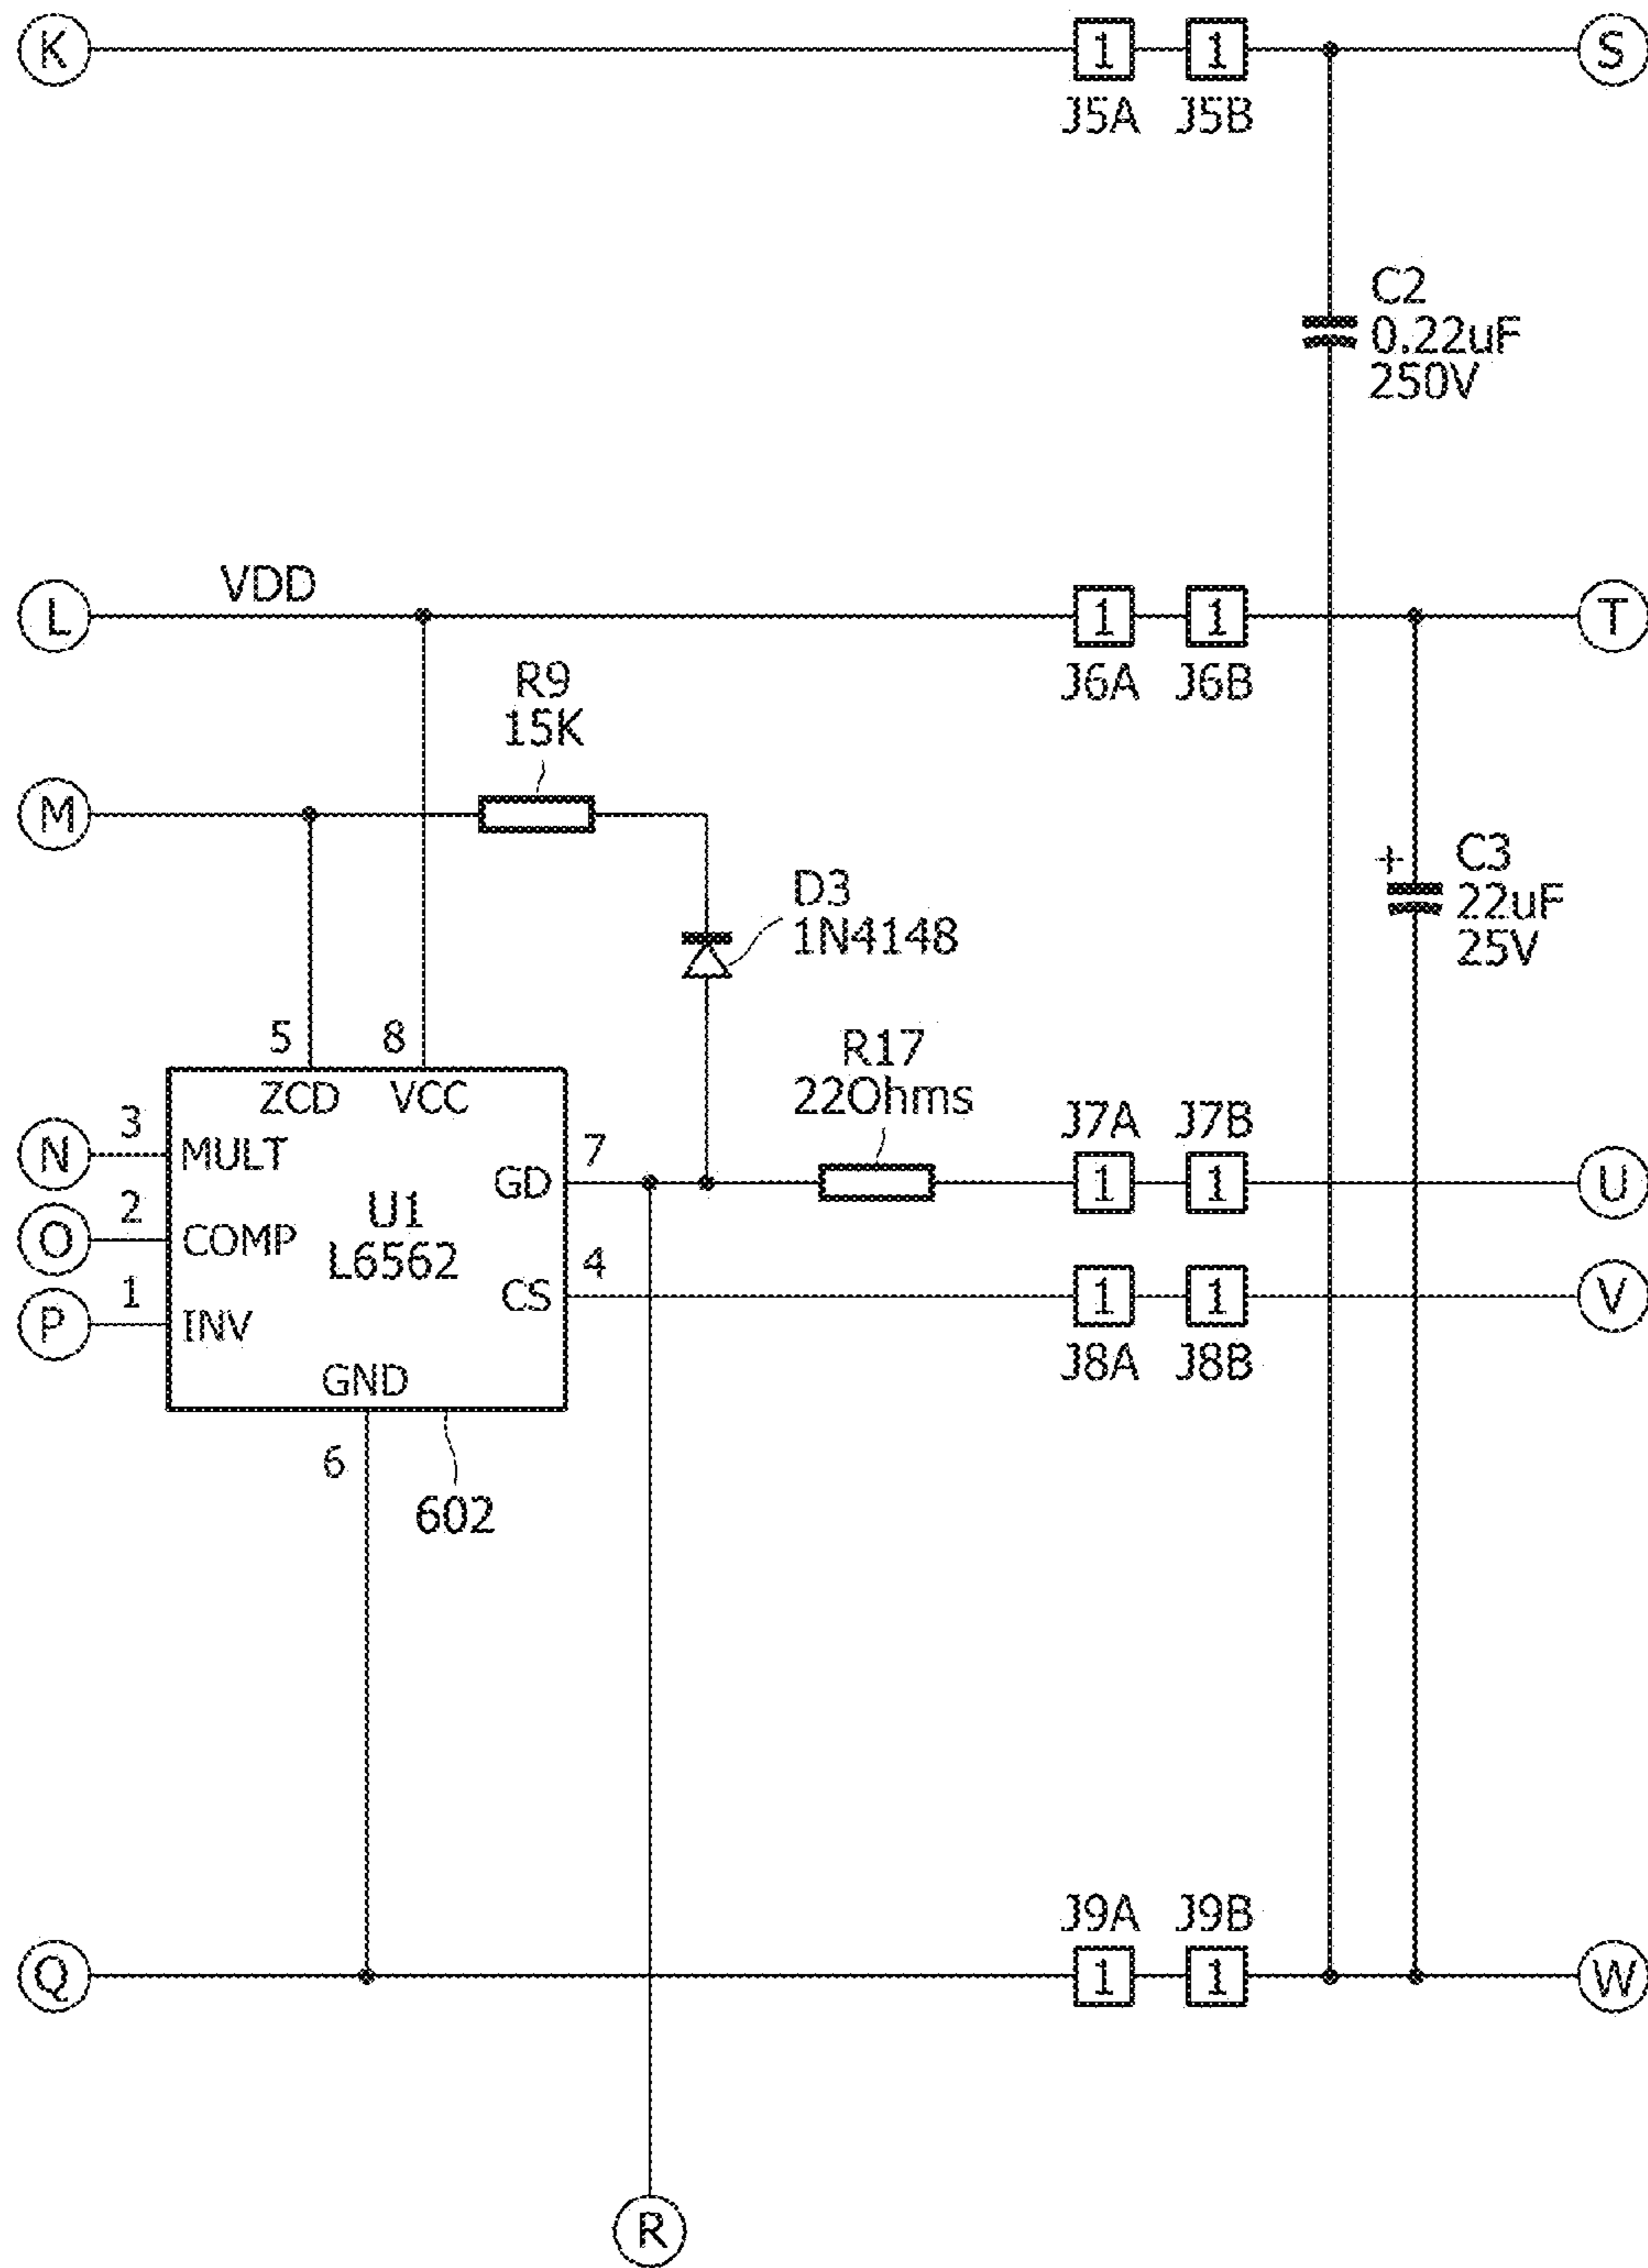 K
1
1
S
J5A
J5B
C2
0.22uF
250V
L
VDD
1
1
T
J6A
J6B
R9
15K
M
C3
+
22uF
25V
D3
1N4148
5
8
ZCD
VCC
R17
22Ohms
J7A
J7B
N
3
MULT
7
GD
1
1
U
2
U1
O
COMP
L6562
4
1
CS
1
1
V
P
INV
J8A
J8B
GND
6
602
J9A
J9B
Q
1
1
W
R